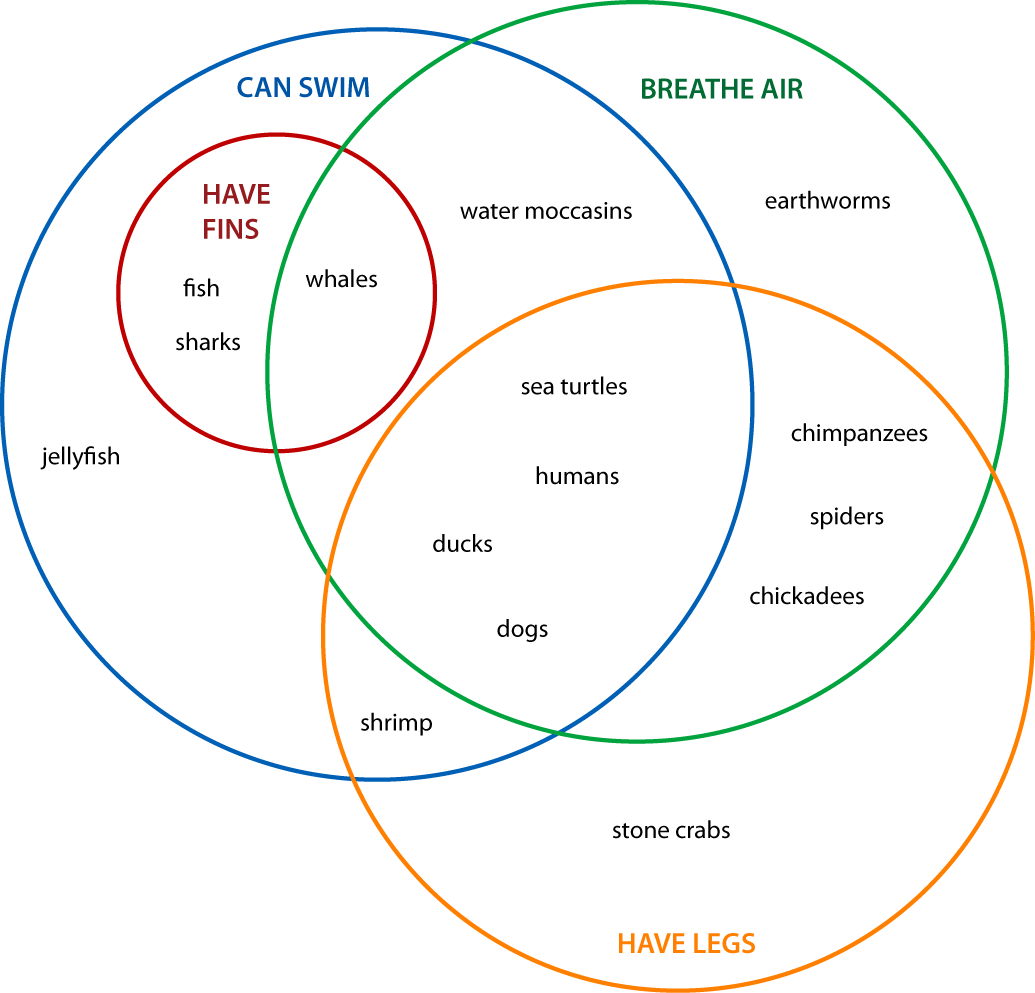 CAN SWIM
BREATHE AIR
HAVE
FINS
earthworms
water moccasins
whales
fish
sharks
sea turtles
chimpanzees
jellyfish
humans
spiders
ducks
chickadees
dogs
shrimp
stone crabs
HAVE LEGS